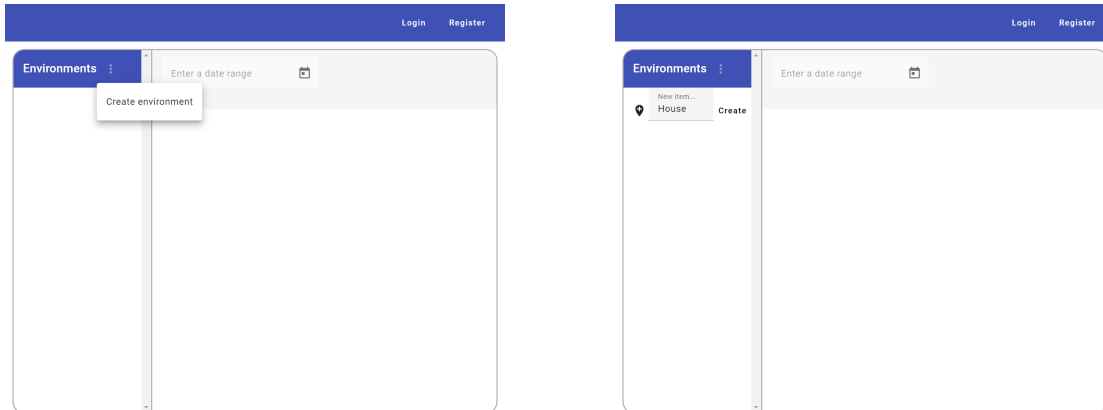 Login Register
Environments
Enter a date range
Create environment
Login Register
Environments
Enter a date range
New item...
House
Create